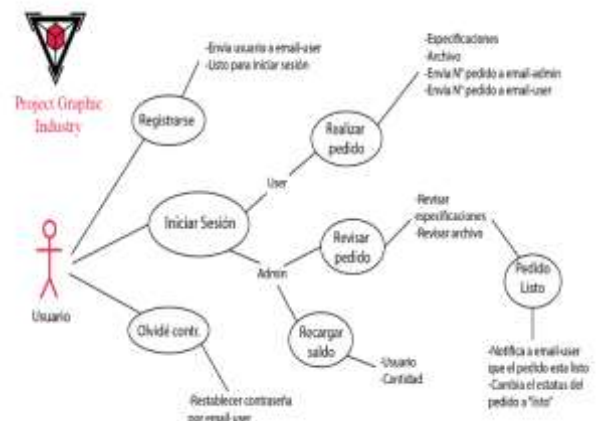 Project Graphic
Industry
-Envia usuario a email-user
-Listo para iniciar sesión
Registrarse
-Especificaciones
-Archivo
-Envia N° pedido a email-admin
-Envia N° pedido a email-user
Realizar
pedido
User
Iniciar Sesión
Usuario
Admin
Revisar
pedido
-Revisar
especificaciones
-Revisar archivo
Pedido
Listo
Olvidé contr.
Recargar
saldo
-Usuario
-Cantidad
-Notifica a email-user
que el pedido esta listo
-Cambia el estatus del
pedido a "listo"
-Restablecer contraseña
por email-user